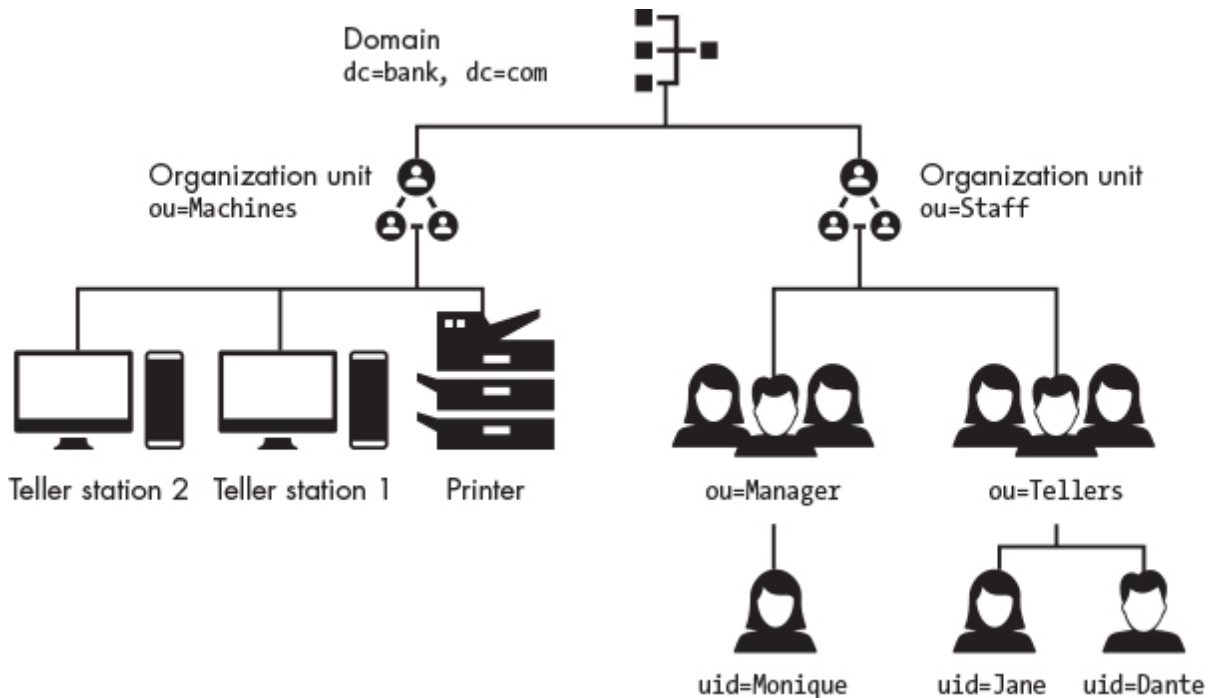 Domain
dc=bank, dc=com
Organization unit
ou=Machines
Organization unit
ou=Staff
Teller station 2
Teller station 1
Printer
ou=Manager
ou=Tellers
uid=Monique
uid=Jane
uid=Dante